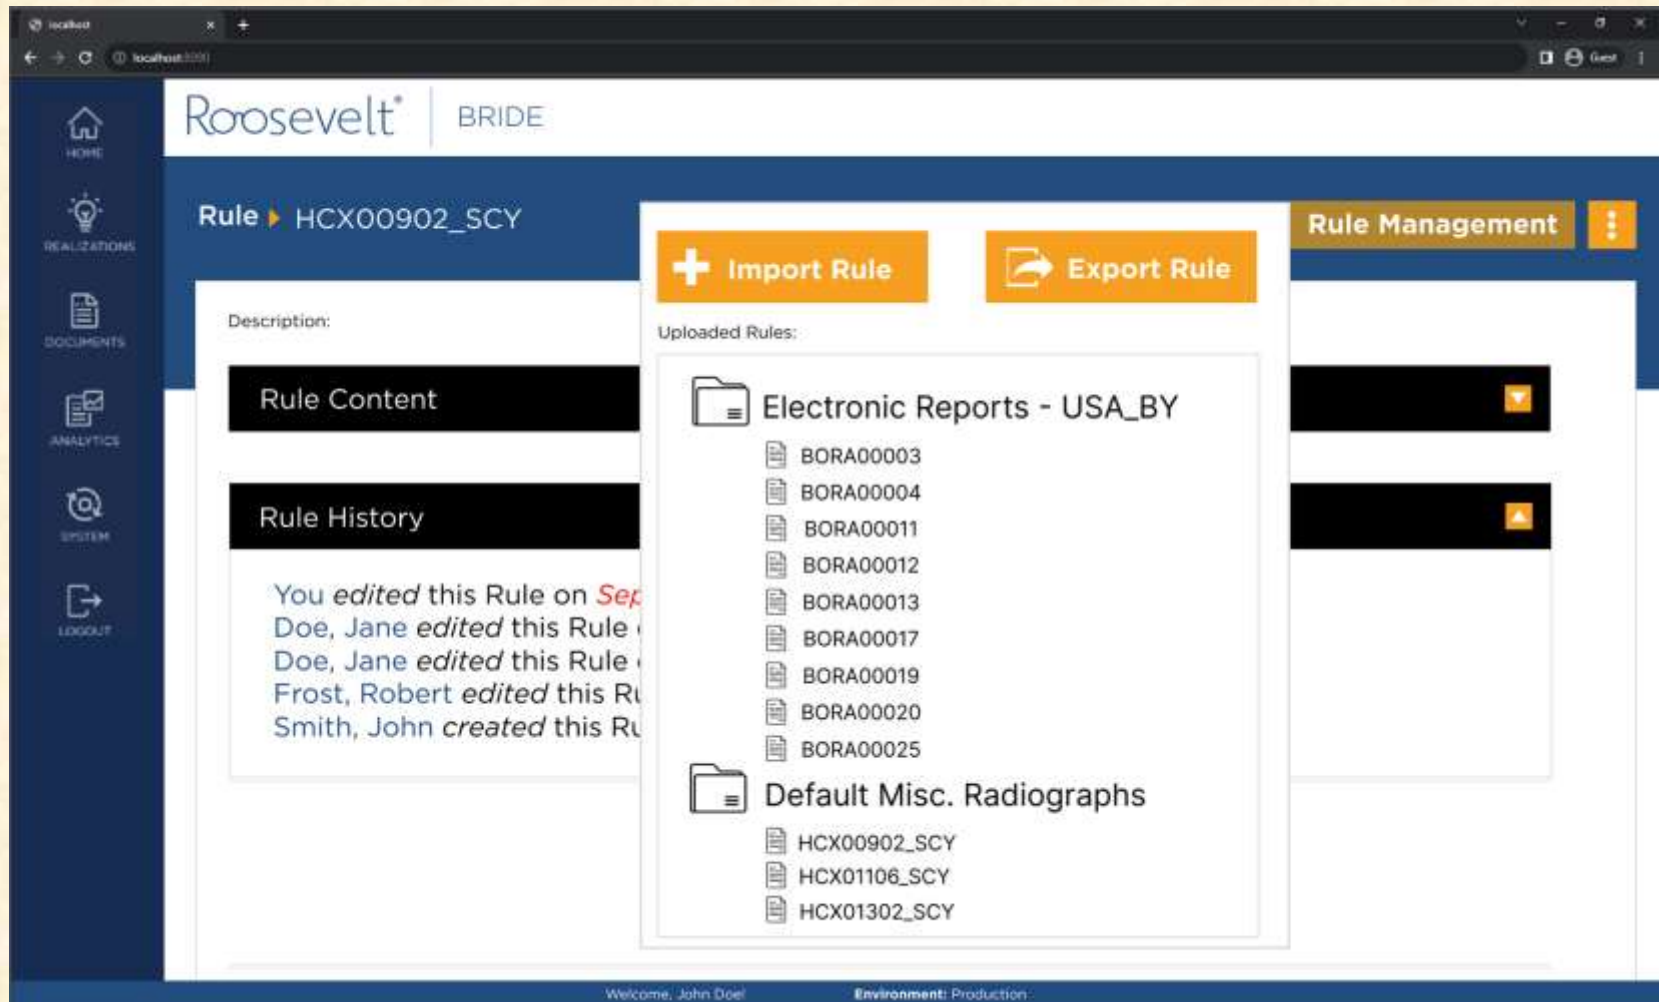 localhost
localhost
Guest
Roosevelt® BRIDE
HOME
REALIZATIONS
DOCUMENTS
ANALYTICS
SYSTEM
LOGOUT
Rule HCX00902_SCY
Rule Management
Description:
Rule Content
Rule History
You edited this Rule on Sep
Doe, Jane edited this Rule
Doe, Jane edited this Rule
Frost, Robert edited this
Smith, John created this
Import Rule Export Rule
Uploaded Rules:
Electronic Reports - USA_BY
BORA00003
BORA00004
BORA00011
BORA00012
BORA00013
BORA00017
BORA00019
BORA00020
BORA00025
Default Misc. Radiographs
HCX00902_SCY
HCX01106_SCY
HCX01302_SCY
Welcome, John Doe! Environment: Production